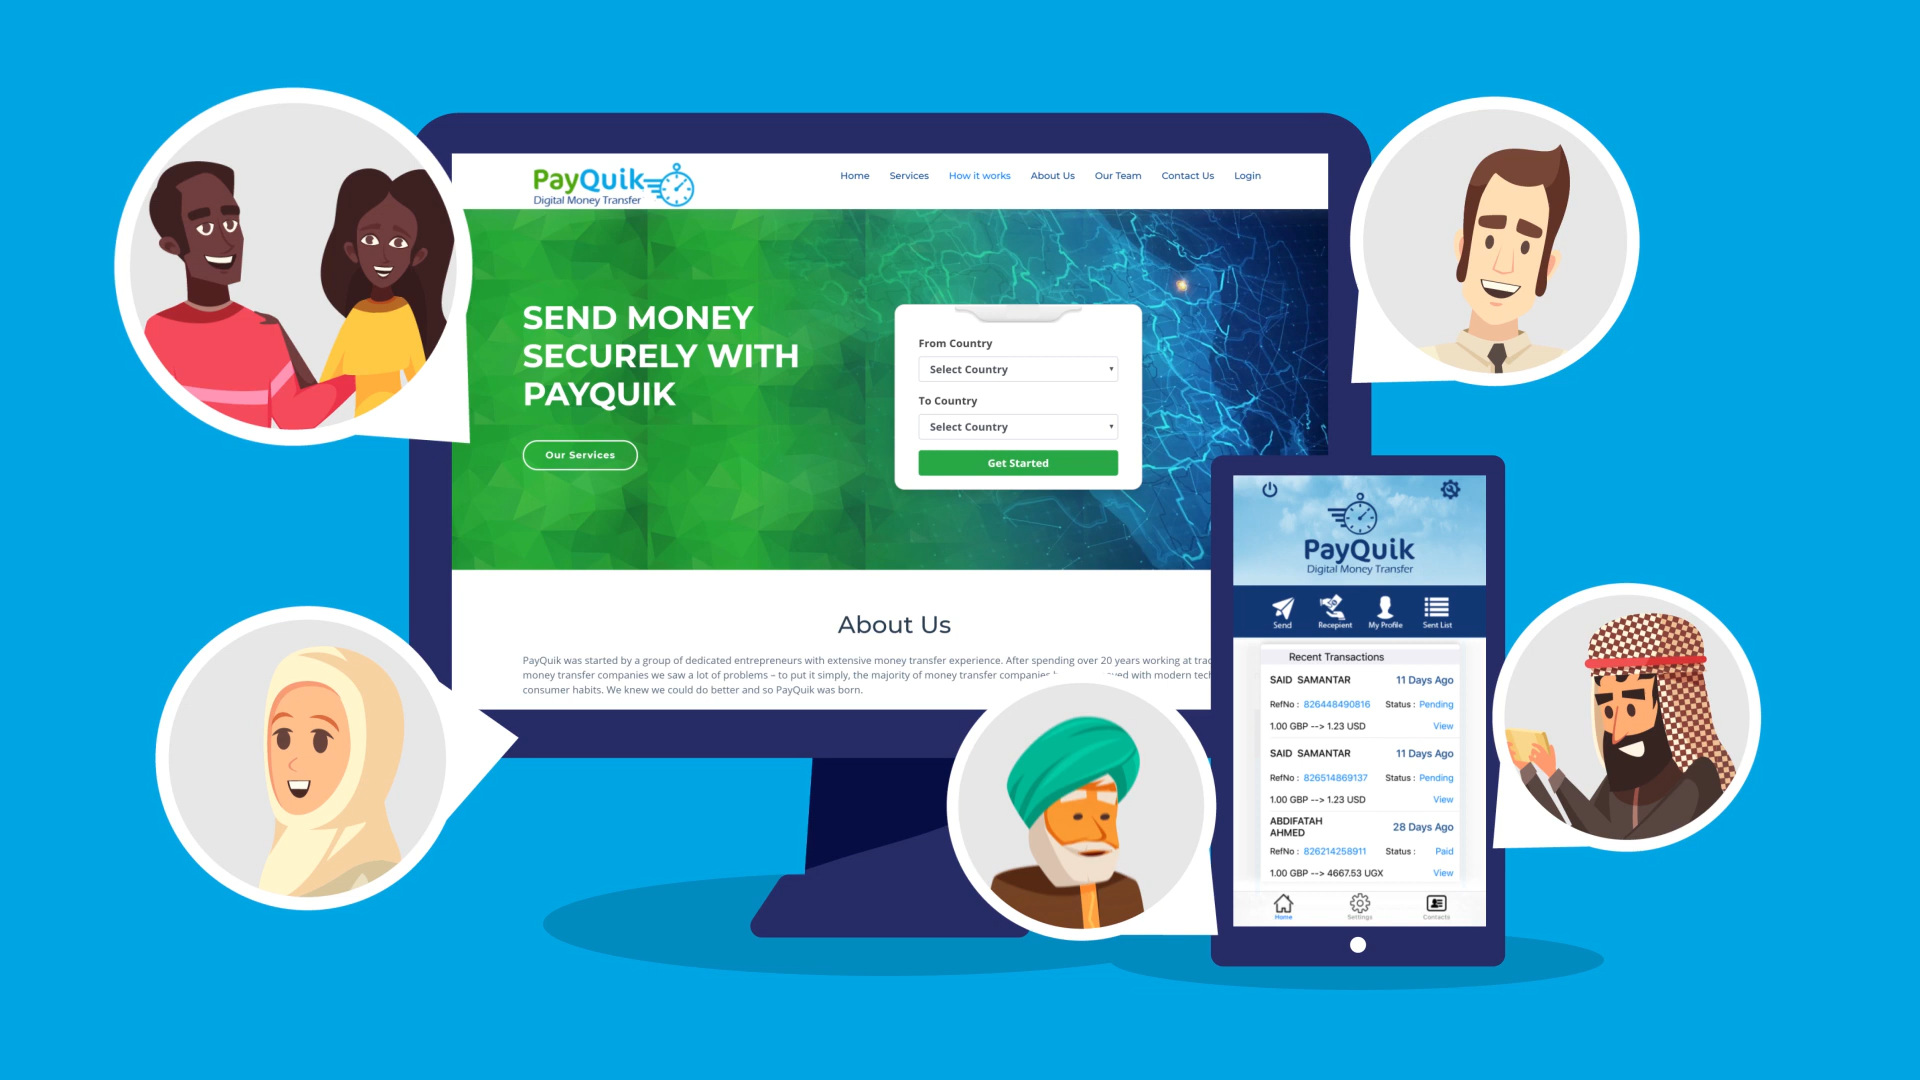 PayQuik
Digital Money Transfer
Home Services How it works About Us Our Team Contact Us Login
SEND MONEY
SECURELY WITH
PAYQUIK
Our Services
From Country
Select Country
To Country
Select Country
Get Started
About Us
PayQuik was started by a group of dedicated entrepreneurs with extensive money transfer experience. After spending over 20 years working at
money transfer companies we saw a lot of problems – to put it simply, the majority of money transfer companies with modern
consumer habits. We knew we could do better and so PayQuik was born.
PayQuik
Digital Money Transfer
Send Recepient My Profile Sent List
Recent Transactions
SAID SAMANTAR 11 Days Ago
RefNo : 826448490816 Status : Pending
1.00 GBP --> 1.23 USD View
SAID SAMANTAR 11 Days Ago
RefNo : 826514869137 Status : Pending
1.00 GBP --> 1.23 USD View
ABDIFATAH
AHMED 28 Days Ago
RefNo : 826214258911 Status : Paid
1.00 GBP --> 4667.53 UGX View
Home Settings Contacts